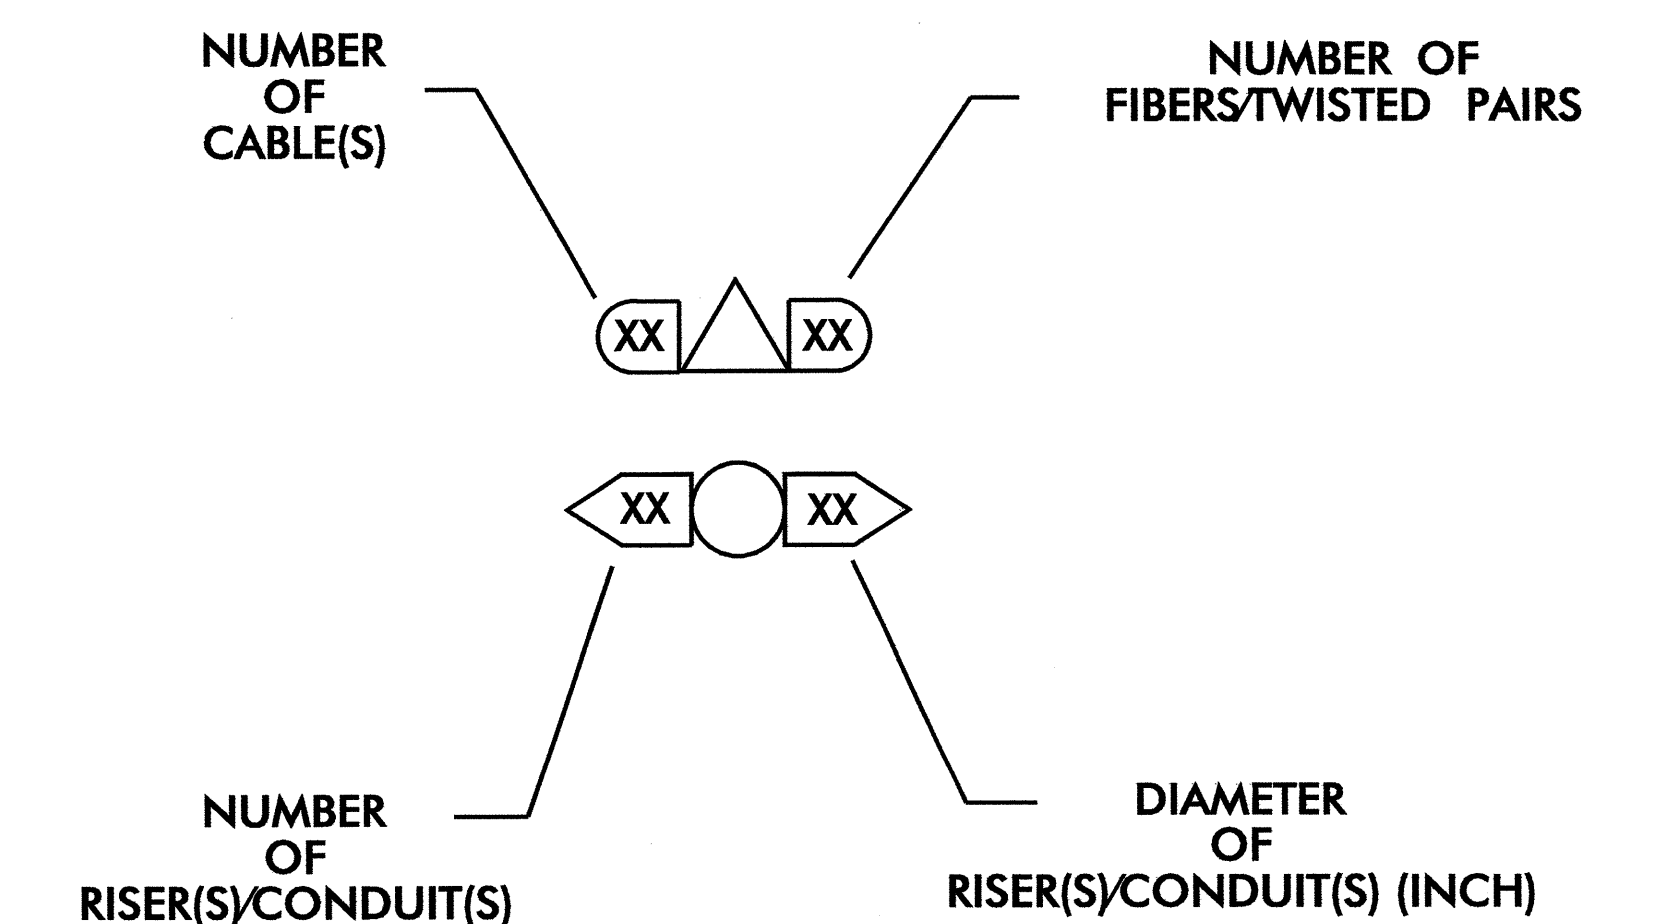 NUMBER
OF
CABLE(S)
NUMBER OF
FIBERS/TWISTED PAIRS
XX
XX
XX
XX
NUMBER
OF
RISER(S)/CONDUIT(S)
DIAMETER
OF
RISER(S)/CONDUIT(S) (INCH)